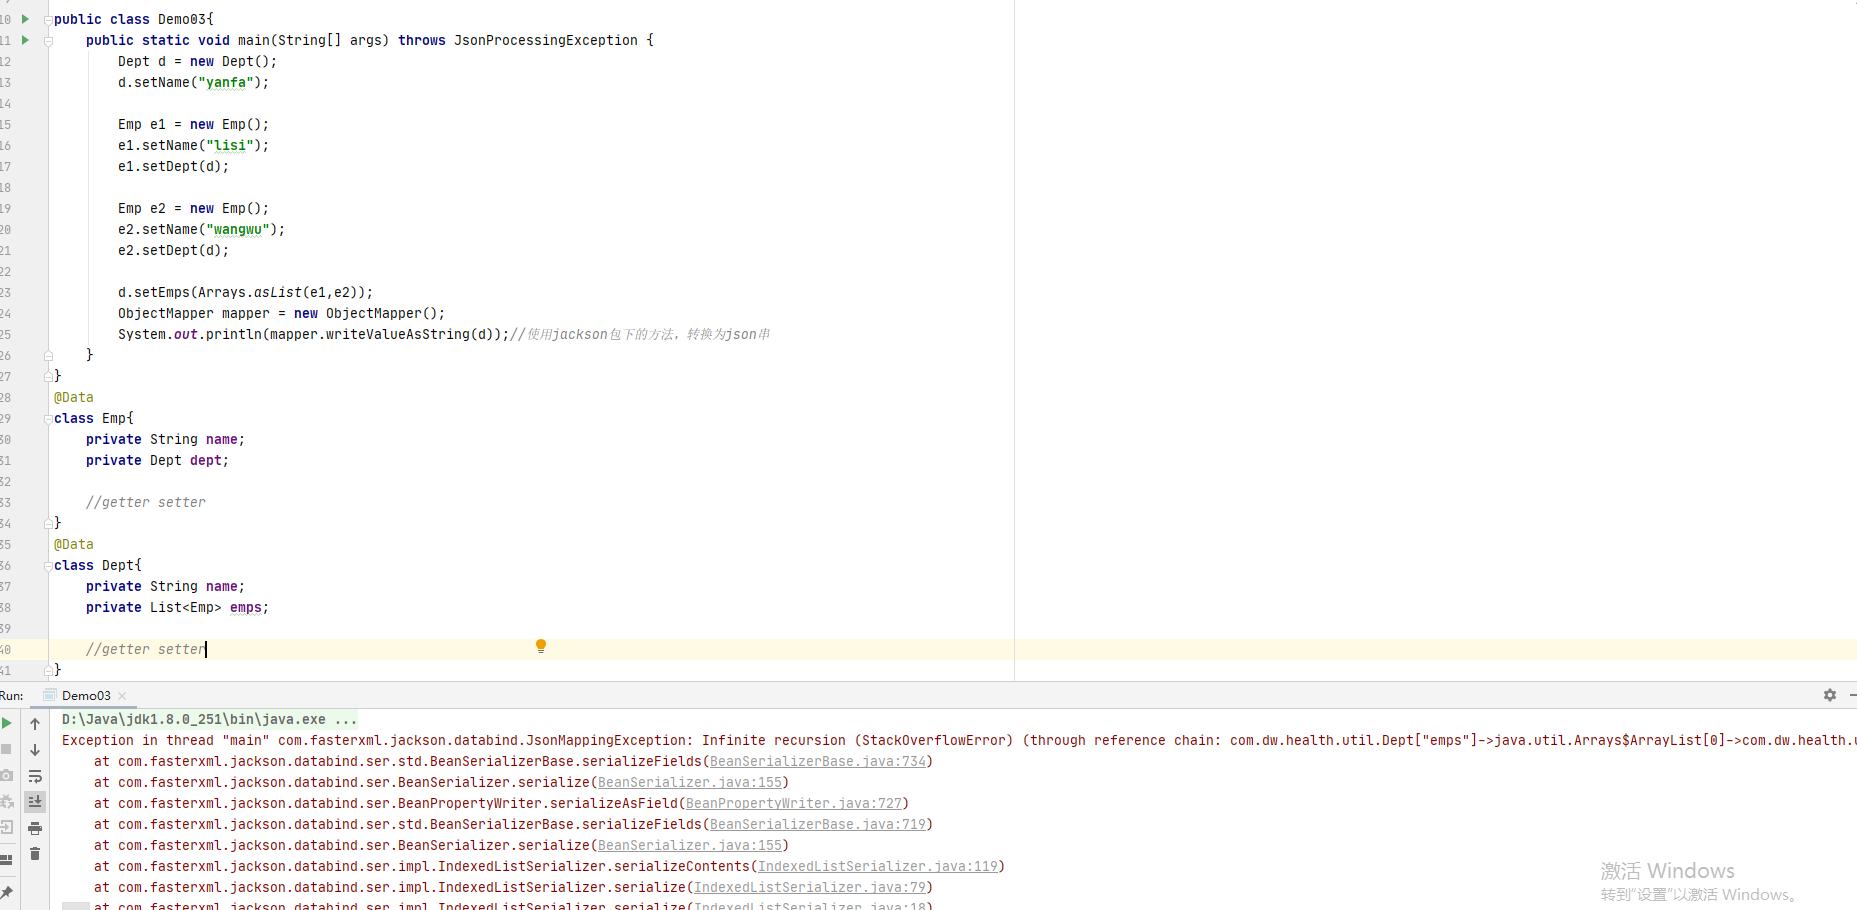 10 public class Demo03{
11 public static void main(String[] args) throws JsonProcessingException {
12 Dept d = new Dept();
13 d.setName("yanfa");
14
15 Emp e1 = new Emp();
16 e1.setName("lisi");
17 e1.setDept(d);
18
19 Emp e2 = new Emp();
20 e2.setName("wangwu");
21 e2.setDept(d);
22
23 d.setEmps(Arrays.asList(e1,e2));
24 ObjectMapper mapper = new ObjectMapper();
25 System.out.println(mapper.writeValueAsString(d));//使用jackson包下的方法，转换为json串
26 }
27 }
28 @Data
29 class Emp{
30 private String name;
31 private Dept dept;
32
33 //getter setter
34 }
35 @Data
36 class Dept{
37 private String name;
38 private List<Emp> emps;
39
40 //getter setter
41 }
Run: Demo03
D:\Java\jdk1.8.0_251\bin\java.exe ...
Exception in thread "main" com.fasterxml.jackson.databind.JsonMappingException: Infinite recursion (StackOverflowError) (through reference chain: com.dw.health.util.Dept["emps"]->java.util.Arrays$ArrayList[0]->com.dw.health.
at com.fasterxml.jackson.databind.ser.std.BeanSerializerBase.serializeFields(BeanSerializerBase.java:734)
at com.fasterxml.jackson.databind.ser.BeanSerializer.serialize(BeanSerializer.java:155)
at com.fasterxml.jackson.databind.ser.BeanPropertyWriter.serializeAsField(BeanPropertyWriter.java:727)
at com.fasterxml.jackson.databind.ser.std.BeanSerializerBase.serializeFields(BeanSerializerBase.java:719)
at com.fasterxml.jackson.databind.ser.BeanSerializer.serialize(BeanSerializer.java:155)
at com.fasterxml.jackson.databind.ser.impl.IndexedListSerializer.serializeContents(IndexedListSerializer.java:119)
at com.fasterxml.jackson.databind.ser.impl.IndexedListSerializer.serialize(IndexedListSerializer.java:79)
at com.fasterxml.jackson.databind.ser.impl.IndexedListSerializer.serialize(IndexedListSerializer.java:18)
激活 Windows
转到"设置"以激活 Windows。